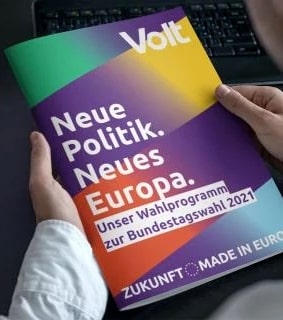 Volt
Neue
Politik.
Neues
Europa.
Unser Wahlprogramm
zur Bundestagswahl 2021
ZUKUNFT MADE IN EURO